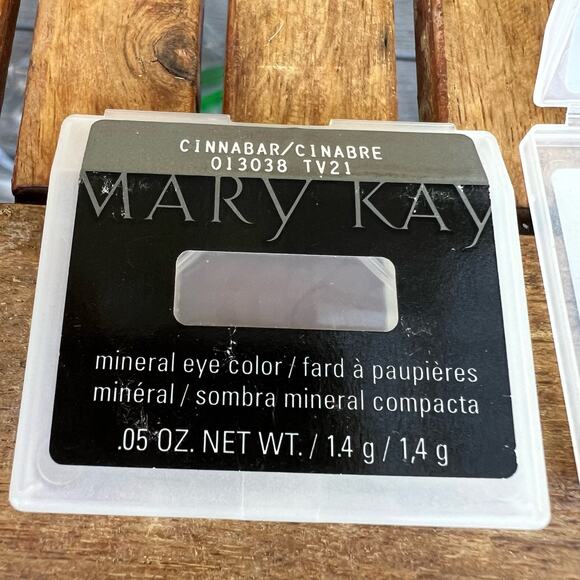 CINNABAR/CINABRE
013038 TV21
MARY KAY
mineral eye color / fard à paupières
minéral / sombra mineral compacta
.05 OZ. NET WT. / 1.4 g / 1,4 g